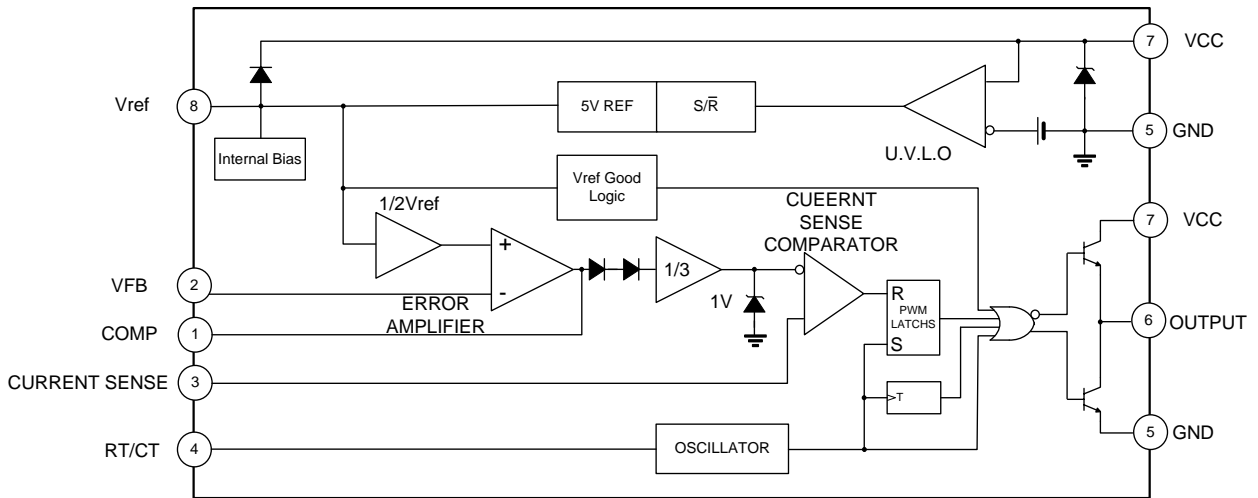 7
VCC
Vref
8
5V REF
S/R̅
5
GND
Internal Bias
U.V.L.O
Vref Good
Logic
1/2Vref
CUEERNT
SENSE
COMPARATOR
7
VCC
+
1/3
VFB
2
-
1V
R
PWM
LATCHS
S
ERROR
AMPLIFIER
COMP
1
6
OUTPUT
CURRENT SENSE
3
T
RT/CT
4
OSCILLATOR
5
GND